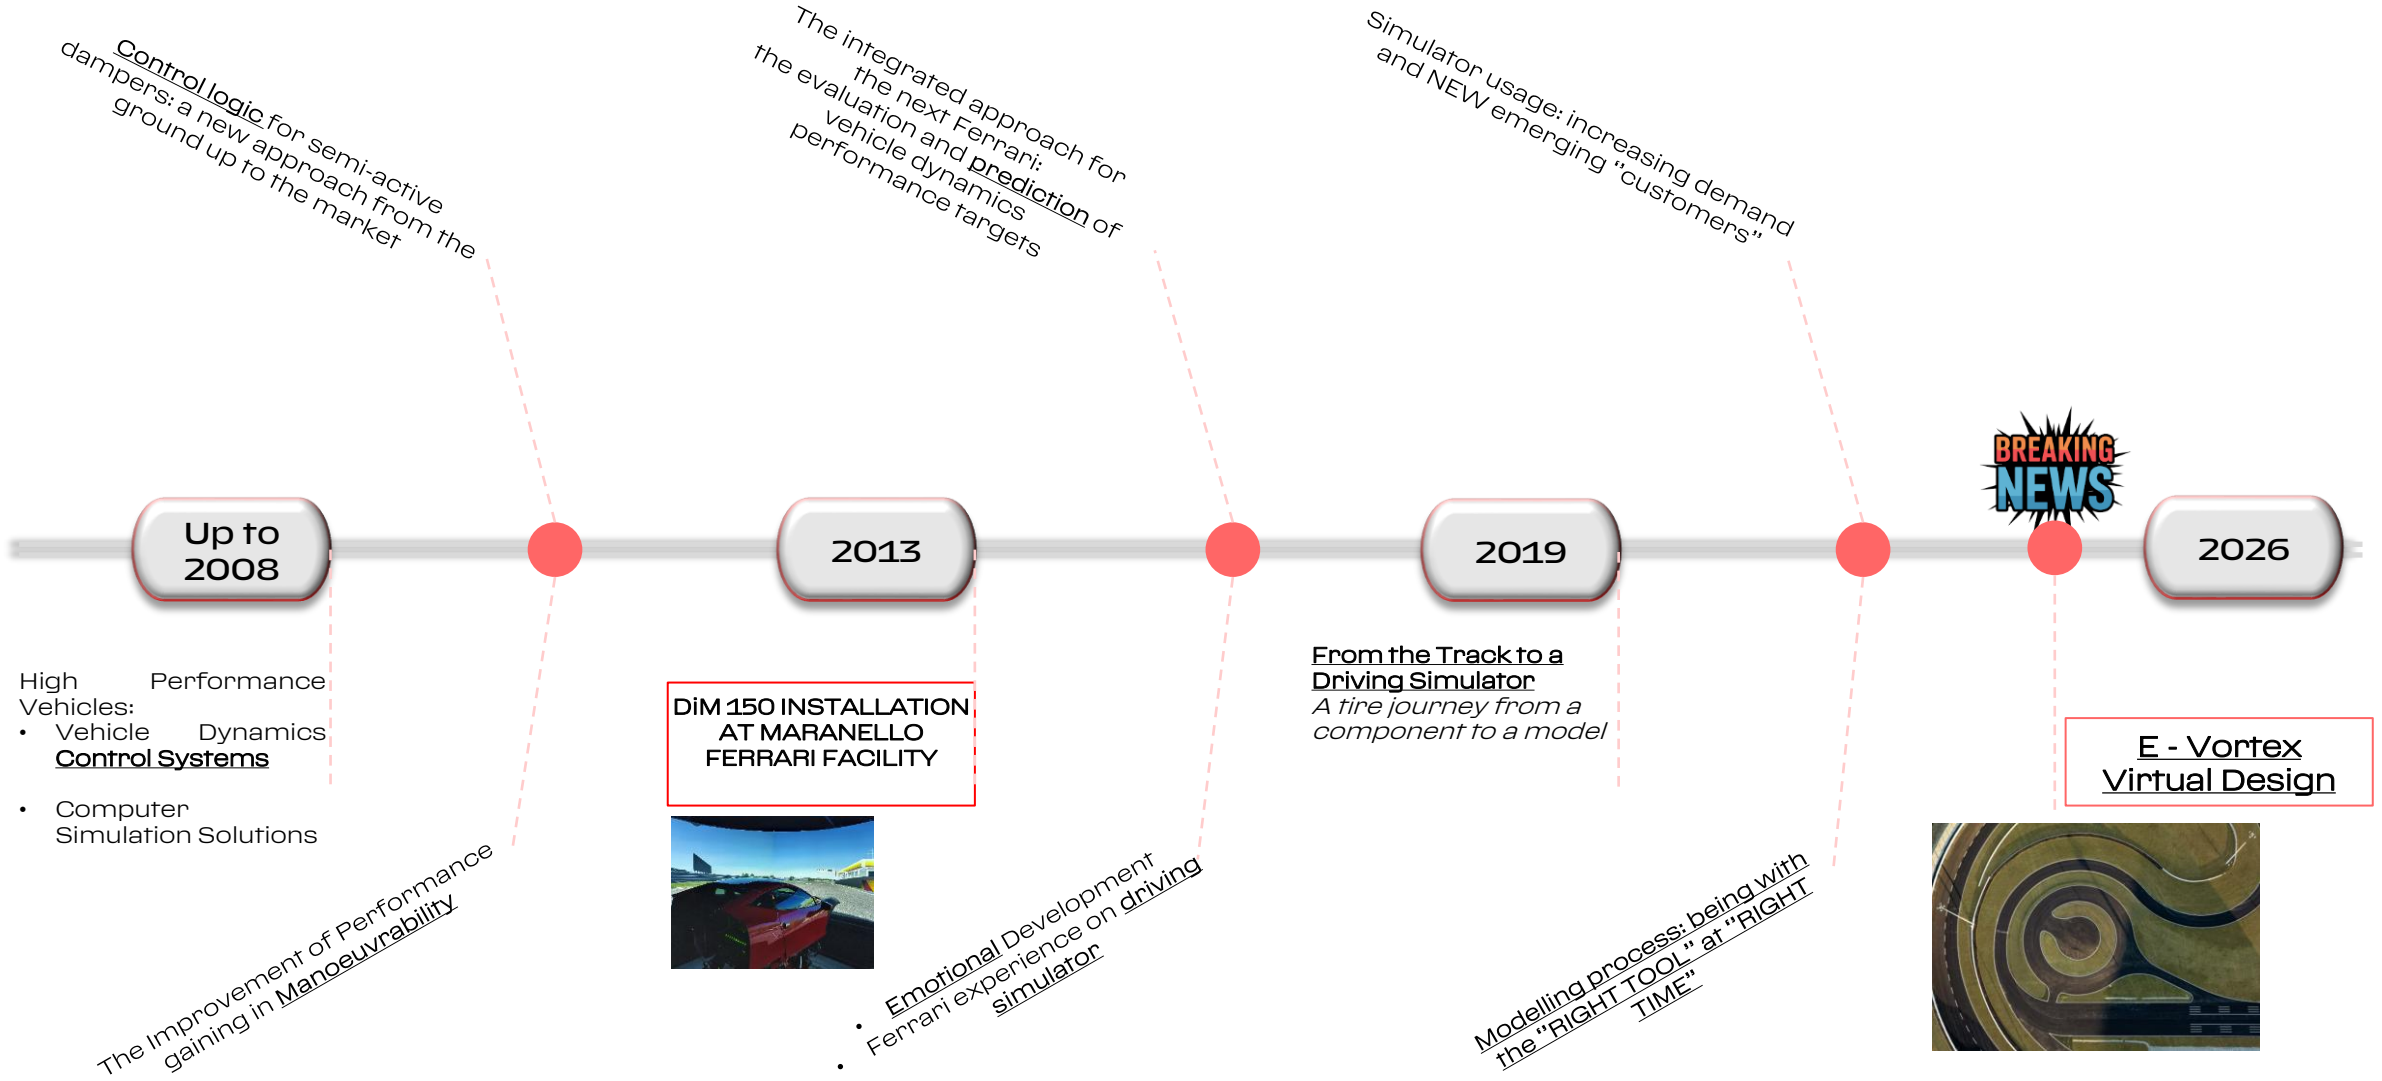 Control logic for semi-active
dampers: a new approach from the
ground up to the market
The integrated approach for
the next Ferrari:
the evaluation and prediction of
vehicle dynamics
performance targets
Simulator usage: increasing demand
and NEW emerging "customers"
BREAKING
NEWS
Up to
2008
2013
2019
2026
High Performance
Vehicles:
• Vehicle Dynamics
Control Systems
• Computer
Simulation Solutions
The Improvement of Performance
gaining in Manoeuvrability
DiM 150 INSTALLATION
AT MARANELLO
FERRARI FACILITY
• Emotional Development
• Ferrari experience on driving
simulator
From the Track to a
Driving Simulator
A tire journey from a
component to a model
Modelling process: being with
the "RIGHT TOOL" at "RIGHT
TIME"
E - Vortex
Virtual Design